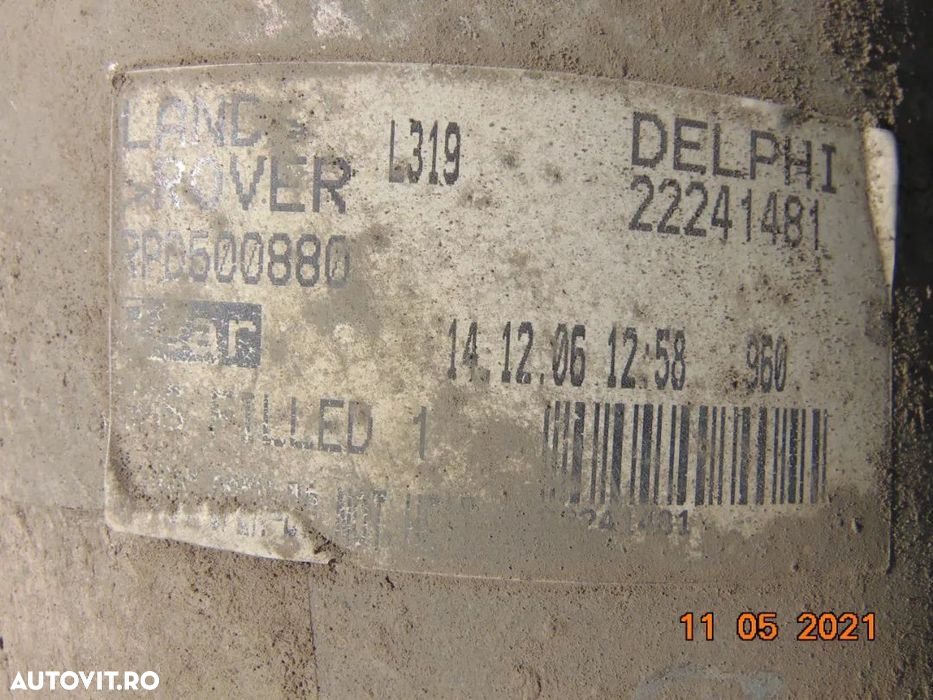 LAND
ROVER
L319
DELPHI
22241481
RPD500880
14.12.06 12:58 960
FILLED 1
NOT
11 05 2021
AUTOVIT.RO